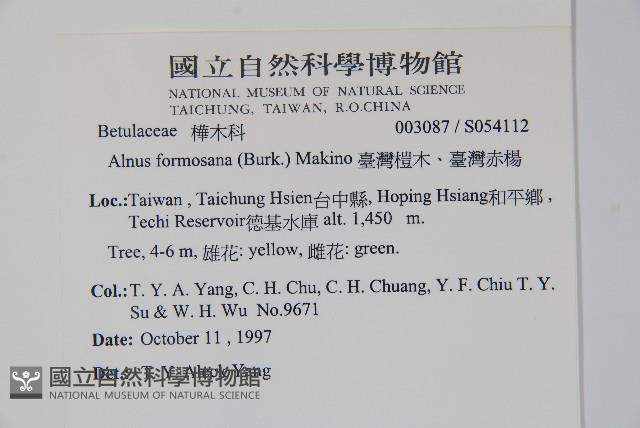 國立自然科學博物館
NATIONAL MUSEUM OF NATURAL SCIENCE
TAICHUNG, TAIWAN, R.O.CHINA
Betulaceae 樺木科 003087 / S054112
Alnus formosana (Burk.) Makino 臺灣榿木、臺灣赤楊
Loc.:Taiwan , Taichung Hsien台中縣, Hoping Hsiang和平鄉 ,
Techi Reservoir德基水庫 alt. 1,450 m.
Tree, 4-6 m, 雄花: yellow, 雌花: green.
Col.: T. Y. A. Yang, C. H. Chu, C. H. Chuang, Y. F. Chiu T. Y.
Su & W. H. Wu No.9671
Date: October 11 , 1997
Det.: T. Y. Aleck Yang
國立自然科學博物館
NATIONAL MUSEUM OF NATURAL SCIENCE